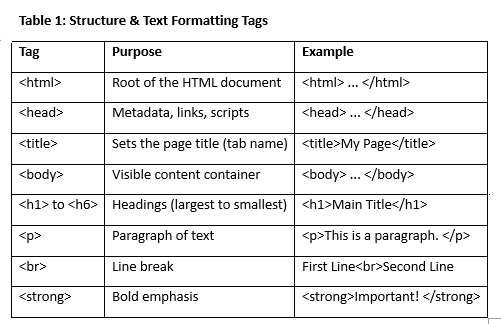 Table 1: Structure & Text Formatting Tags
Tag Purpose Example
<html> Root of the HTML document <html> ... </html>
<head> Metadata, links, scripts <head> ... </head>
<title> Sets the page title (tab name) <title>My Page</title>
<body> Visible content container <body> ... </body>
<h1> to <h6> Headings (largest to smallest) <h1>Main Title</h1>
<p> Paragraph of text <p>This is a paragraph. </p>
<br> Line break First Line<br>Second Line
<strong> Bold emphasis <strong>Important! </strong>